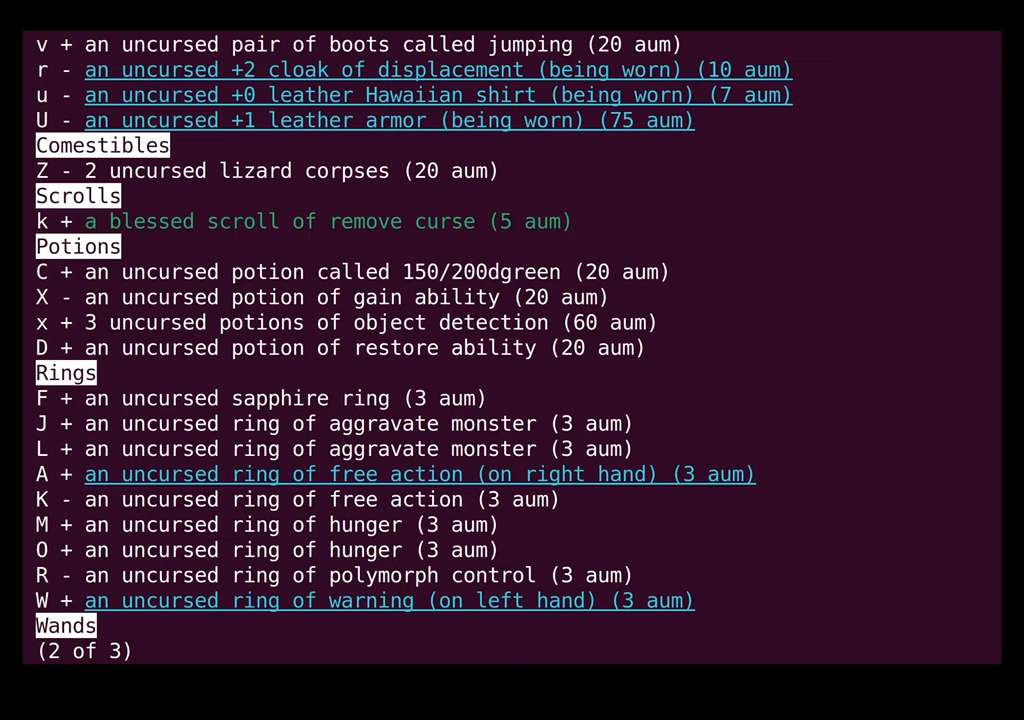 v + an uncursed pair of boots called jumping (20 aum)
r - an uncursed +2 cloak of displacement (being worn) (10 aum)
u - an uncursed +0 leather Hawaiian shirt (being worn) (7 aum)
U - an uncursed +1 leather armor (being worn) (75 aum)
Comestibles
Z - 2 uncursed lizard corpses (20 aum)
Scrolls
k + a blessed scroll of remove curse (5 aum)
Potions
C + an uncursed potion called 150/200dgreen (20 aum)
X - an uncursed potion of gain ability (20 aum)
x + 3 uncursed potions of object detection (60 aum)
D + an uncursed potion of restore ability (20 aum)
Rings
F + an uncursed sapphire ring (3 aum)
J + an uncursed ring of aggravate monster (3 aum)
L + an uncursed ring of aggravate monster (3 aum)
A + an uncursed ring of free action (on right hand) (3 aum)
K - an uncursed ring of free action (3 aum)
M + an uncursed ring of hunger (3 aum)
O + an uncursed ring of hunger (3 aum)
R - an uncursed ring of polymorph control (3 aum)
W + an uncursed ring of warning (on left hand) (3 aum)
Wands
(2 of 3)